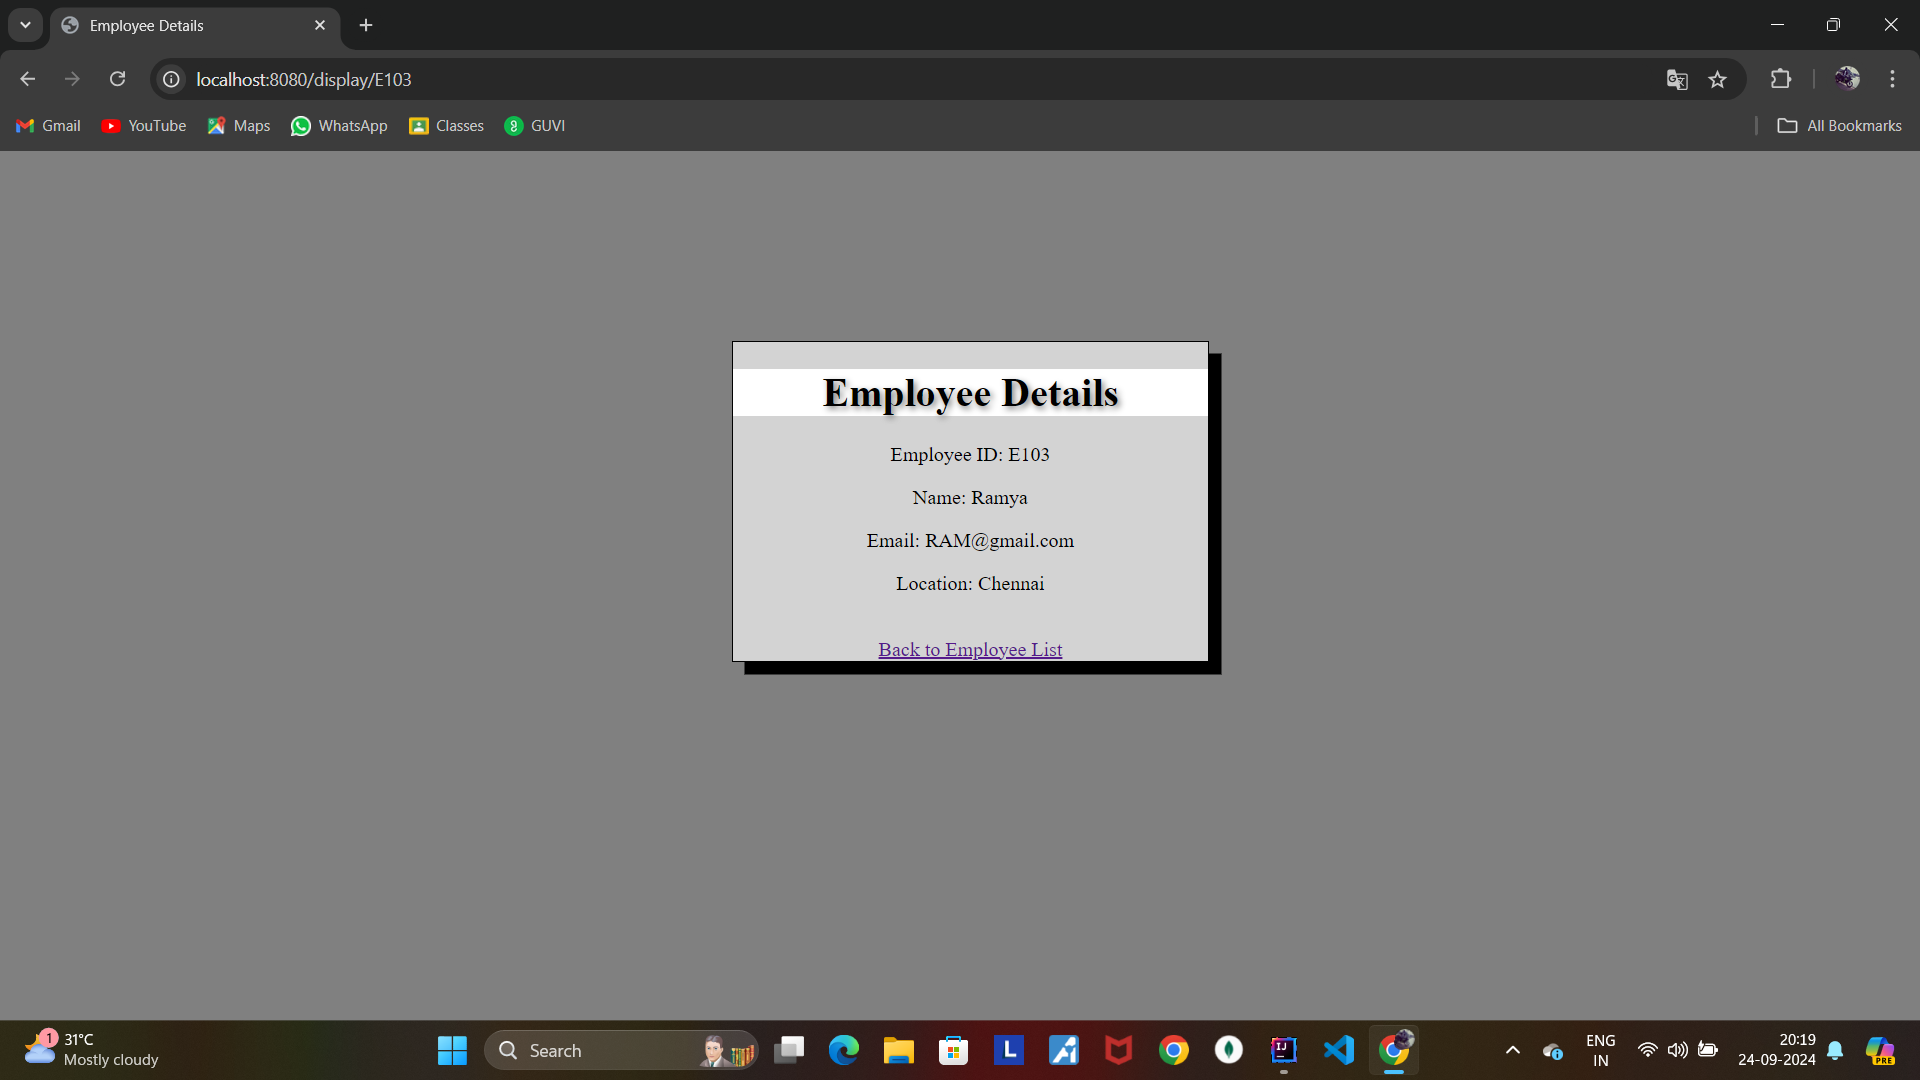 Employee Details
localhost:8080/display/E103
Gmail
YouTube
Maps
WhatsApp
Classes
GUVI
All Bookmarks
Employee Details
Employee ID: E103
Name: Ramya
Email: RAM@gmail.com
Location: Chennai
Back to Employee List
1
31°C
Mostly cloudy
Search
L
IJ
ENG
IN
20:19
24-09-2024
PRE